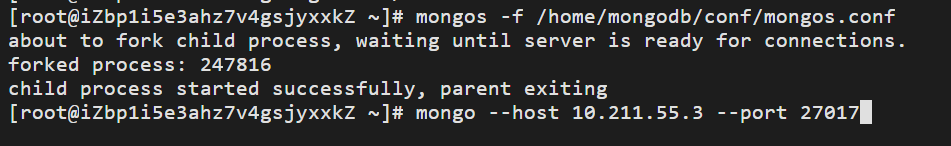 [root@iZbp1i5e3ahz7v4gsjyxxkZ ~]# mongos -f /home/mongodb/conf/mongos.conf
about to fork child process, waiting until server is ready for connections.
forked process: 247816
child process started successfully, parent exiting
[root@iZbp1i5e3ahz7v4gsjyxxkZ ~]# mongo --host 10.211.55.3 --port 27017